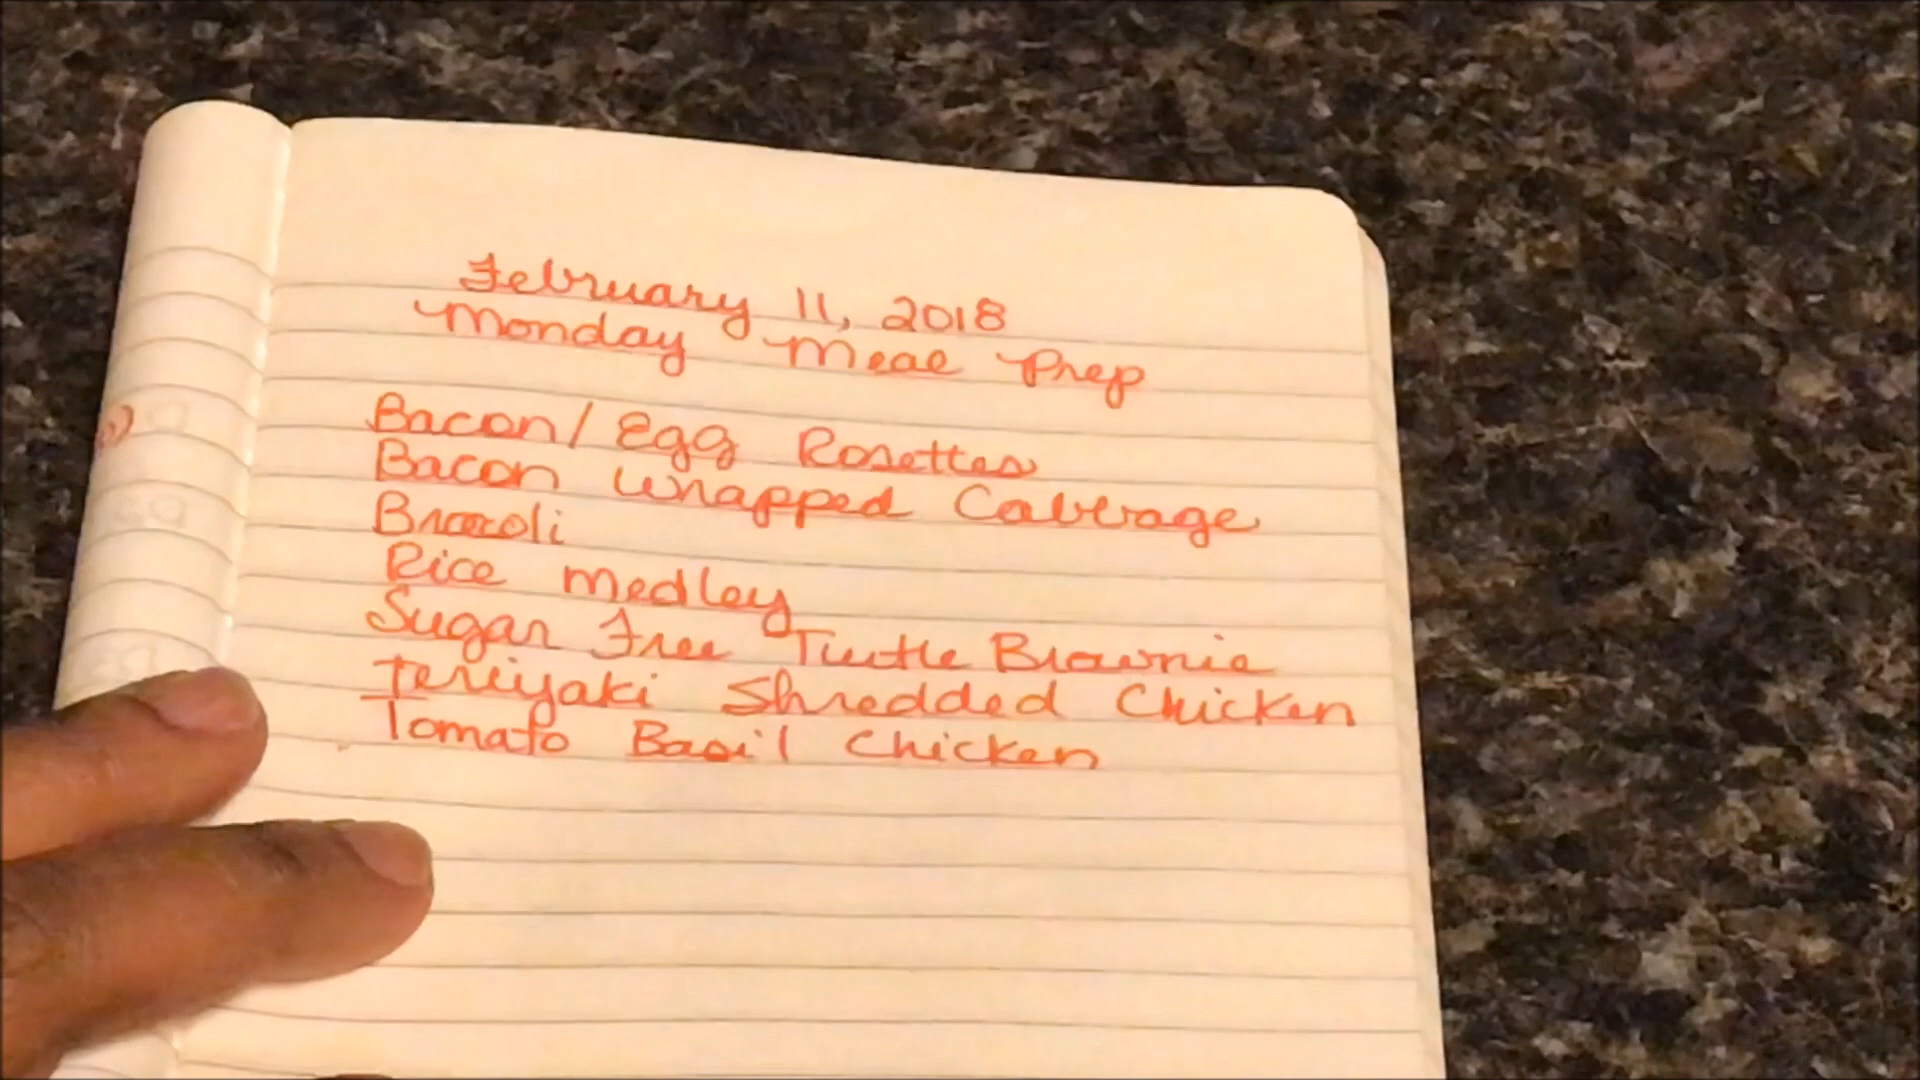 February 11, 2018
Monday Meal Prep
Bacon/Egg Rosettes
Bacon Wrapped Cabbage
Broccoli
Rice Medley
Sugar Free Turtle Brownie
Teriyaki Shredded Chicken
Tomato Basil Chicken